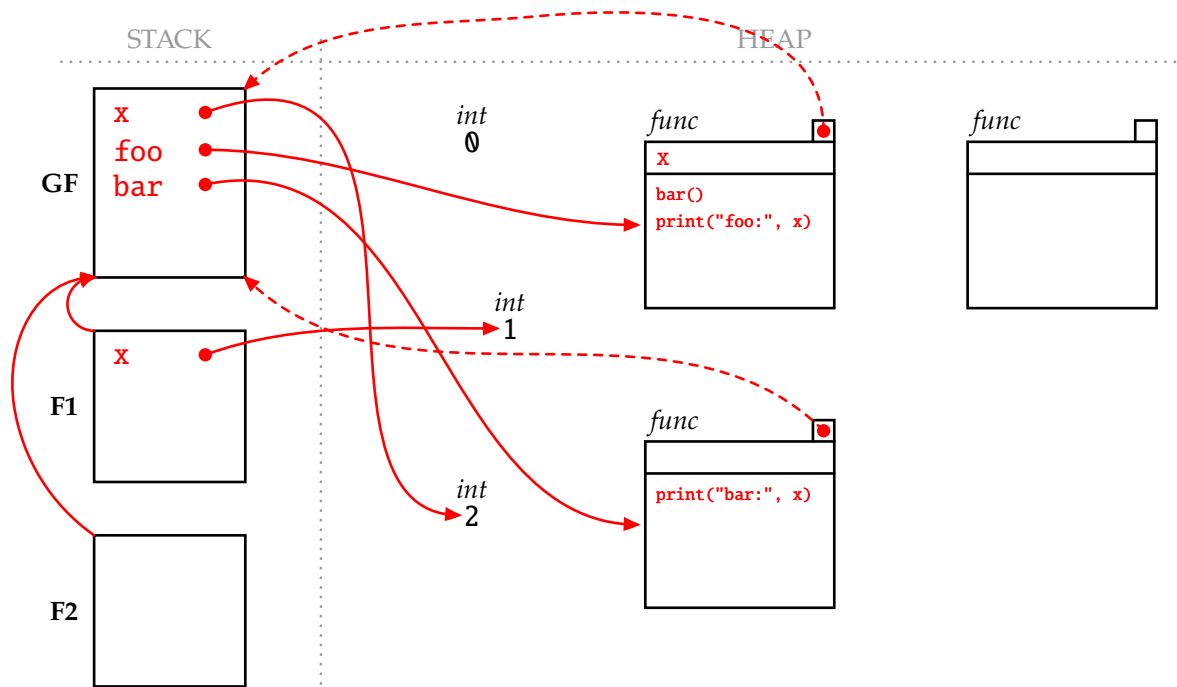 STACK
HEAP
GF
x
foo
bar
F1
x
F2
int
0
int
1
int
2
func
x
bar()
print("foo:", x)
func
func
print("bar:", x)